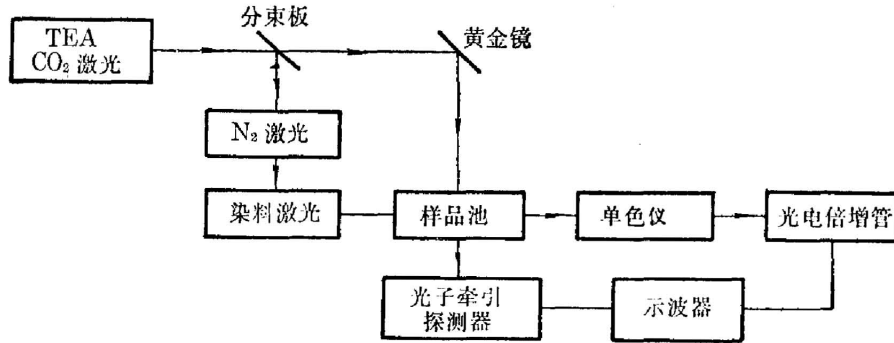 分束板
TEA
CO₂ 激光
黄金镜
N₂ 激光
染料激光
样品池
单色仪
光电倍增管
光子牵引
探测器
示波器